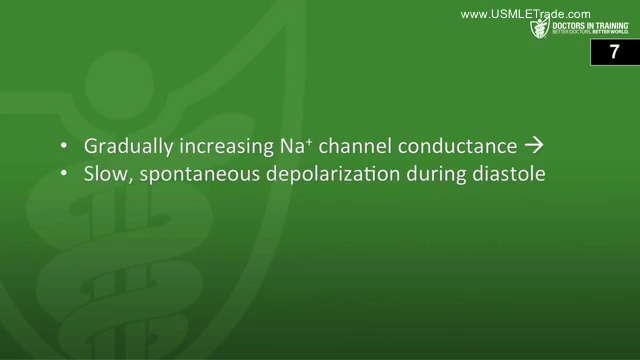 www.USMLETrade.com
DOCTORS IN TRAINING
BETTER DOCTORS. BETTER WORLD.
7
• Gradually increasing Na⁺ channel conductance →
• Slow, spontaneous depolarization during diastole